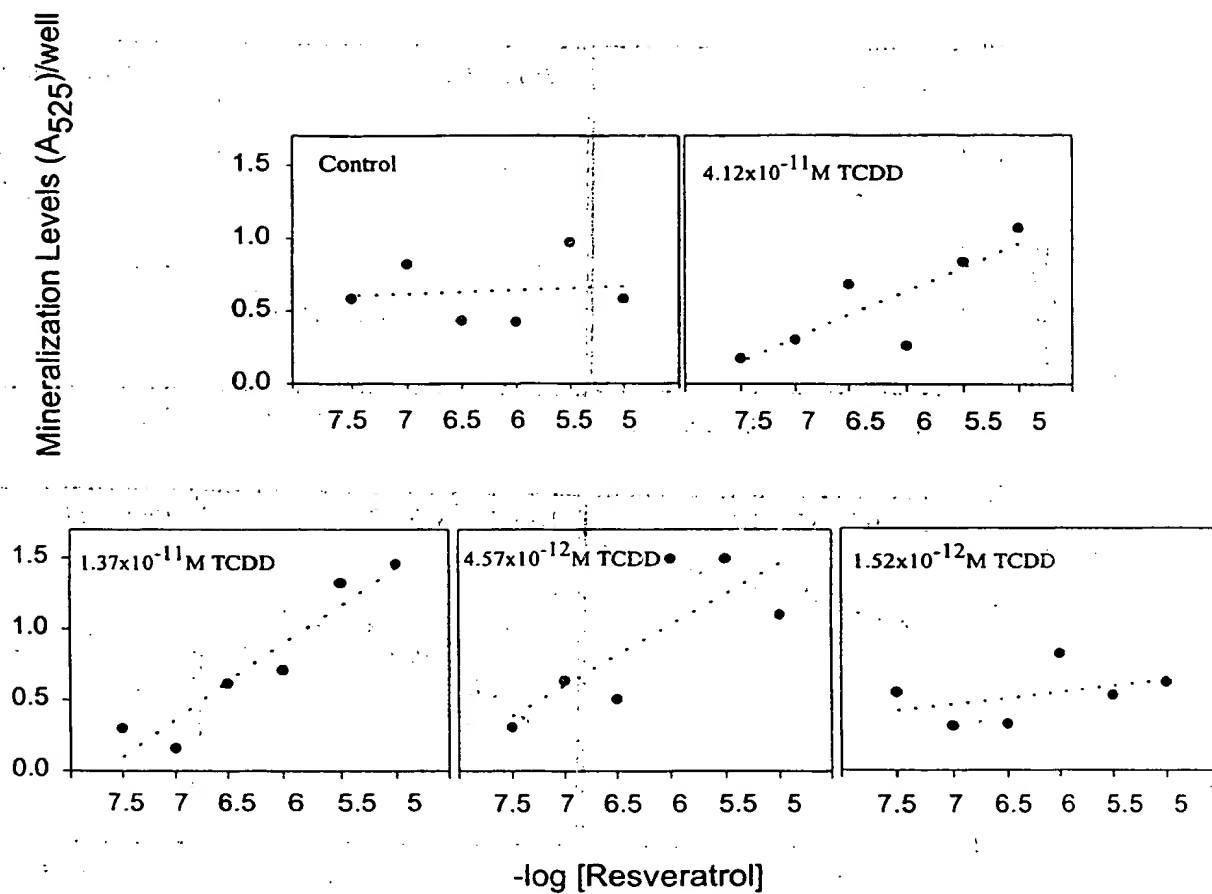 Mineralization Levels (A525)/well
Control
4.12x10-11M TCDD
1.5
1.0
0.5
0.0
7.5 7 6.5 6 5.5 5
7.5 7 6.5 6 5.5 5
1.37x10-11M TCDD
4.57x10-12M TCDD
1.52x10-12M TCDD
1.5
1.0
0.5
0.0
7.5 7 6.5 6 5.5 5
7.5 7 6.5 6 5.5 5
7.5 7 6.5 6 5.5 5
-log [Resveratrol]